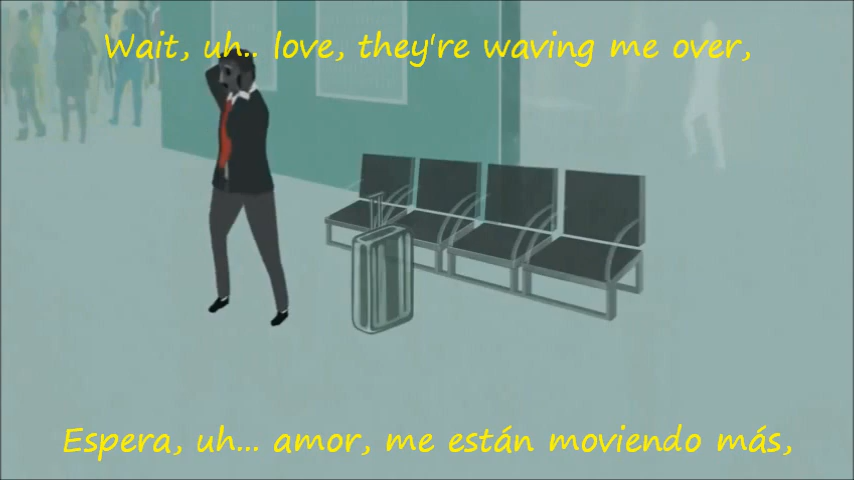 Wait, uh.. love, they're waving me over,
Espera, uh... amor, me están moviendo más,